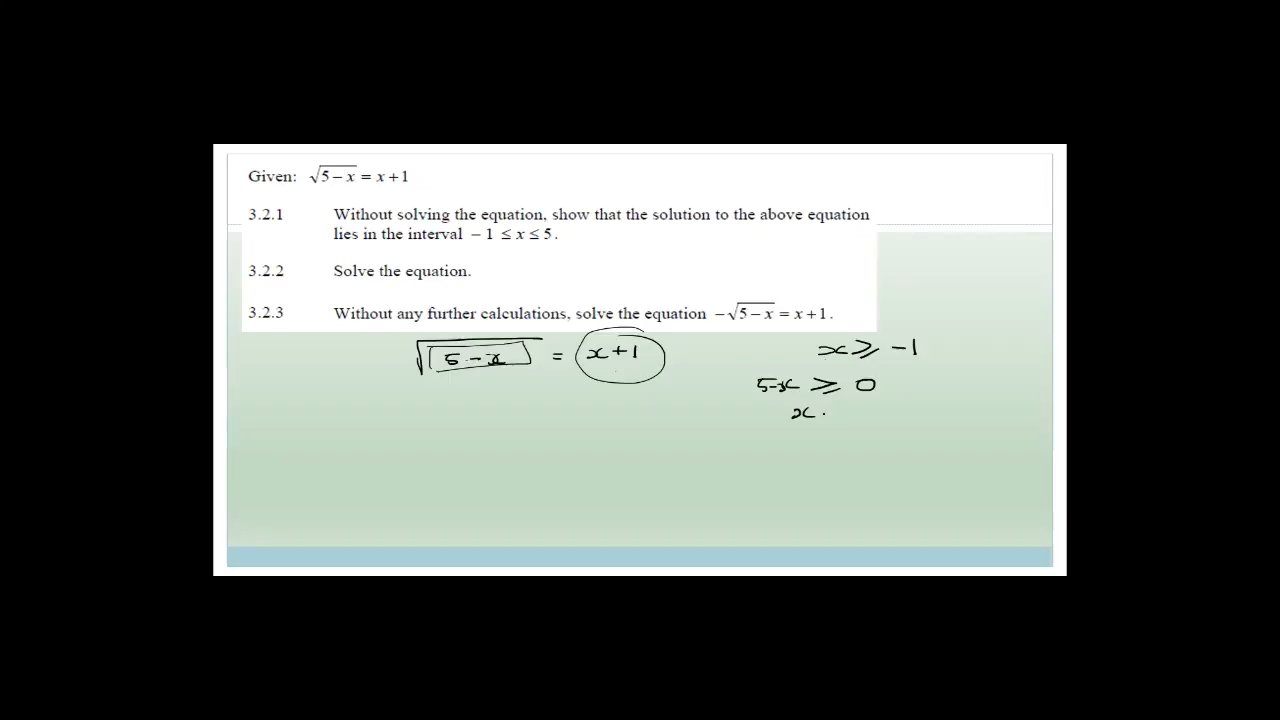 Given: √5−x = x+1
3.2.1 Without solving the equation, show that the solution to the above equation
lies in the interval −1 ≤ x ≤ 5.
3.2.2 Solve the equation.
3.2.3 Without any further calculations, solve the equation −√5−x = x+1.
√5−x = x+1 x ≥ −1
5−x ≥ 0
x.